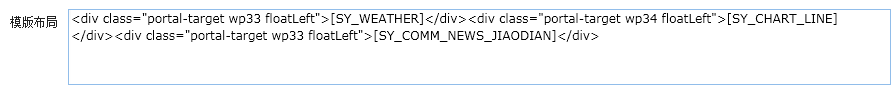 模版布局
<div class="portal-target wp33 floatLeft">[SY_WEATHER]</div><div class="portal-target wp34 floatLeft">[SY_CHART_LINE]
</div><div class="portal-target wp33 floatLeft">[SY_COMM_NEWS_JIAODIAN]</div>